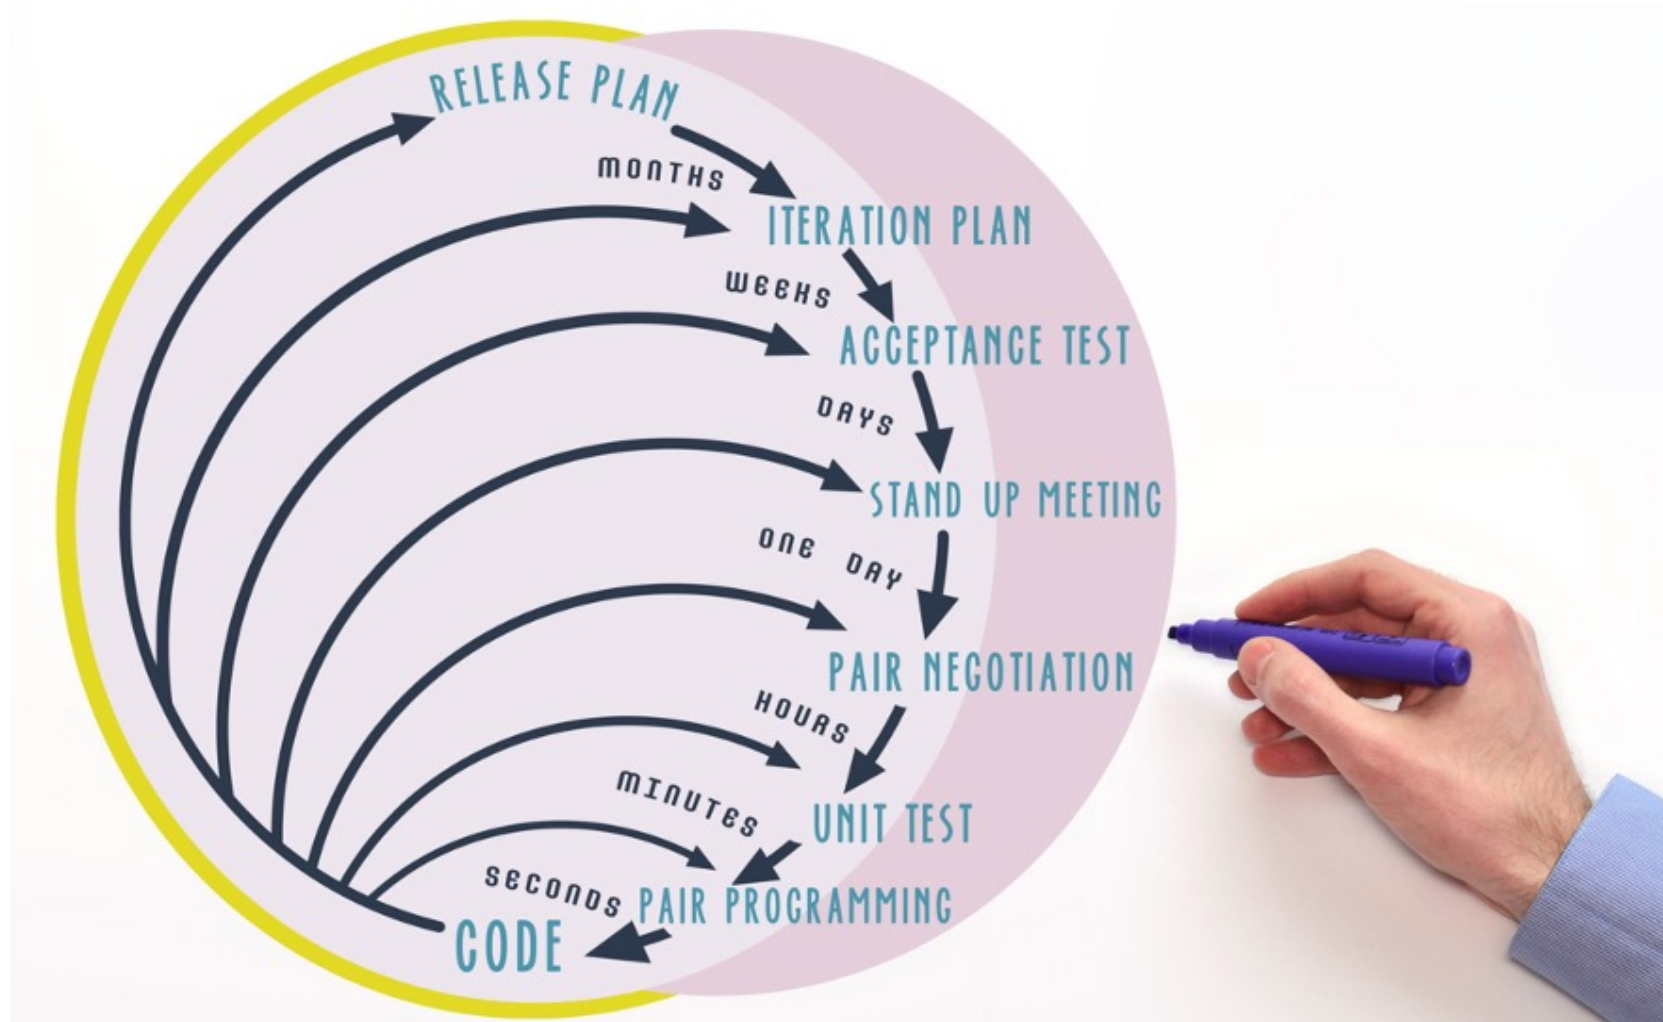 RELEASE PLAN
MONTHS
ITERATION PLAN
WEEKS
ACCEPTANCE TEST
DAYS
STAND UP MEETING
ONE DAY
PAIR NEGOTIATION
HOURS
UNIT TEST
MINUTES
PAIR PROGRAMMING
SECONDS
CODE